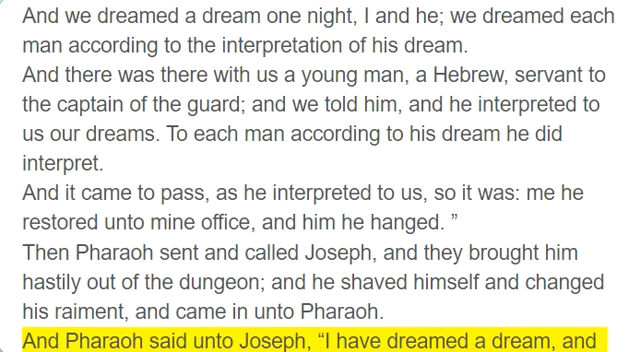 And we dreamed a dream one night, I and he; we dreamed each
man according to the interpretation of his dream.
And there was there with us a young man, a Hebrew, servant to
the captain of the guard; and we told him, and he interpreted to
us our dreams. To each man according to his dream he did
interpret.
And it came to pass, as he interpreted to us, so it was: me he
restored unto mine office, and him he hanged. ”
Then Pharaoh sent and called Joseph, and they brought him
hastily out of the dungeon; and he shaved himself and changed
his raiment, and came in unto Pharaoh.
And Pharaoh said unto Joseph, “I have dreamed a dream, and